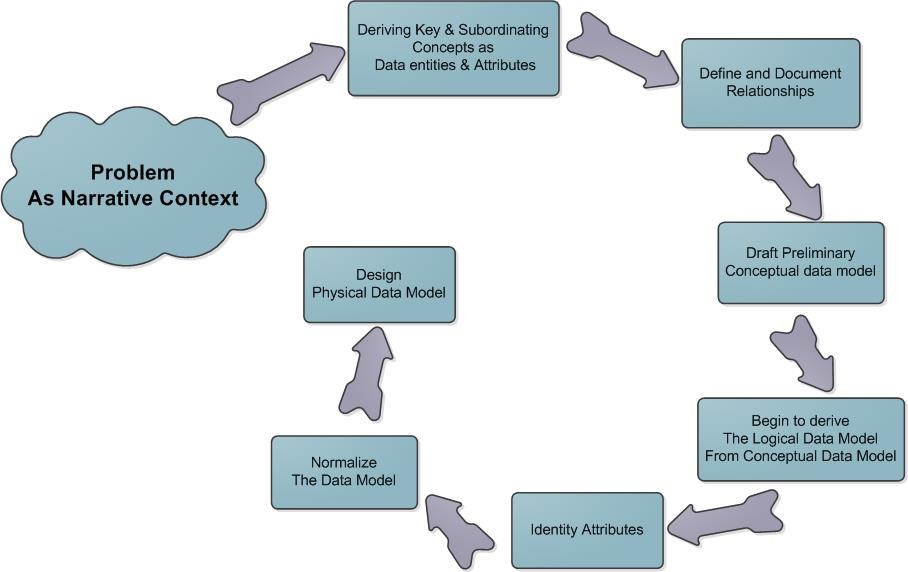 Problem
As Narrative Context
Deriving Key & Subordinating
Concepts as
Data entities & Attributes
Define and Document
Relationships
Draft Preliminary
Conceptual data model
Begin to derive
The Logical Data Model
From Conceptual Data Model
Identity Attributes
Normalize
The Data Model
Design
Physical Data Model